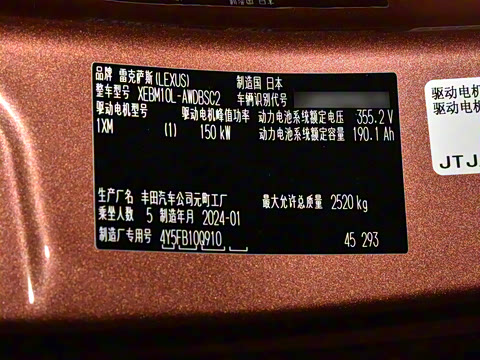 品牌 雷克萨斯(LEXUS) 制造国 日本
整车型号 XEBM10L-AWDBSC2 车辆识别代号
驱动电机型号 驱动电机峰值功率 动力电池系统额定电压 355.2 V
1XM (1) 150 kW 动力电池系统额定容量 190.1 Ah
生产厂名 丰田汽车公司元町工厂 最大允许总质量 2520 kg
乘坐人数 5 制造年月 2024-01
制造厂专用号 4Y5FB10Q910 45 293
驱动电机
驱动电机
JTJ